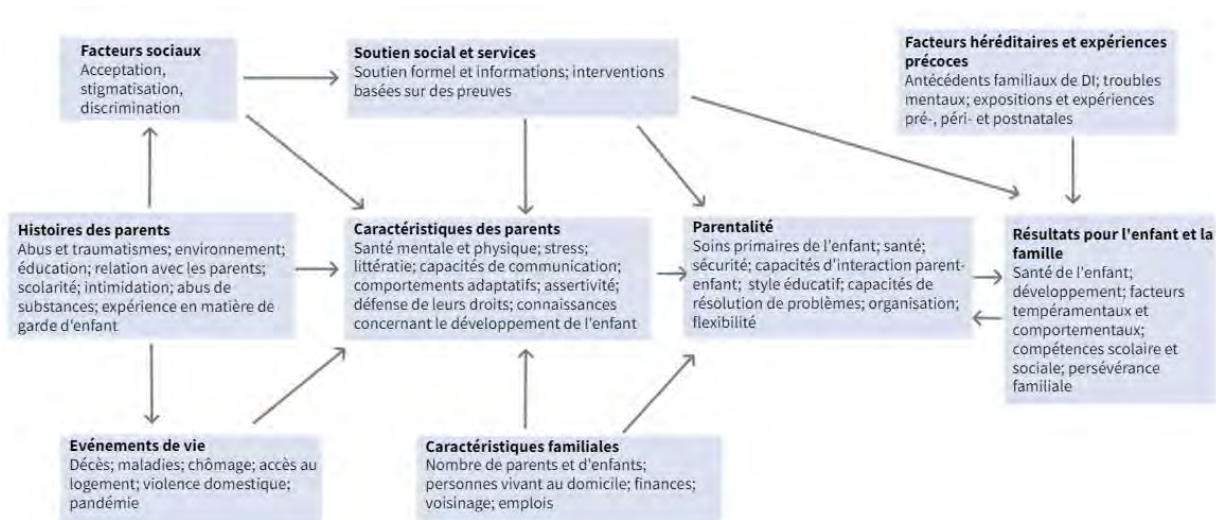 Facteurs sociaux
Acceptation,
stigmatisation,
discrimination
Soutien social et services
Soutien formel et informations; interventions
basées sur des preuves
Facteurs héréditaires et expériences
précoces
Antécédents familiaux de DI; troubles
mentaux; expositions et expériences
pré-, péri- et postnatales
Histoires des parents
Abus et traumatismes; environnement;
éducation; relation avec les parents;
scolarité; intimidation; abus de
substances; expérience en matière de
garde d'enfant
Caractéristiques des parents
Santé mentale et physique; stress;
littératie; capacités de communication;
comportements adaptatifs; assertivité;
défense de leurs droits; connaissances
concernant le développement de l'enfant
Parentalité
Soins primaires de l'enfant; santé;
sécurité; capacités d'interaction parent-
enfant; style éducatif; capacités de
résolution de problèmes; organisation;
flexibilité
Résultats pour l'enfant et la
famille
Santé de l'enfant;
développement; facteurs
tempéramentaux et
comportementaux;
compétences scolaire et
sociale; persévérance
familiale
Evénements de vie
Décès; maladies; chômage; accès au
logement; violence domestique;
pandémie
Caractéristiques familiales
Nombre de parents et d'enfants;
personnes vivant au domicile; finances;
voisinage; emplois